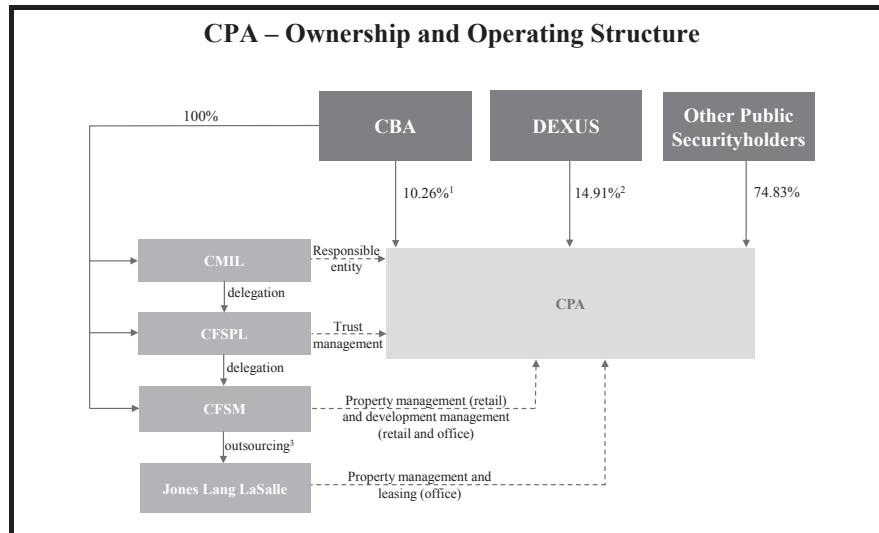 CPA – Ownership and Operating Structure
100%
CBA
DEXUS
Other Public
Securityholders
10.26%¹
14.91%²
74.83%
CMIL
Responsible
entity
CPA
delegation
CFSPL
Trust
management
delegation
CFSM
Property management (retail)
and development management
(retail and office)
outsourcing³
Jones Lang LaSalle
Property management and
leasing (office)